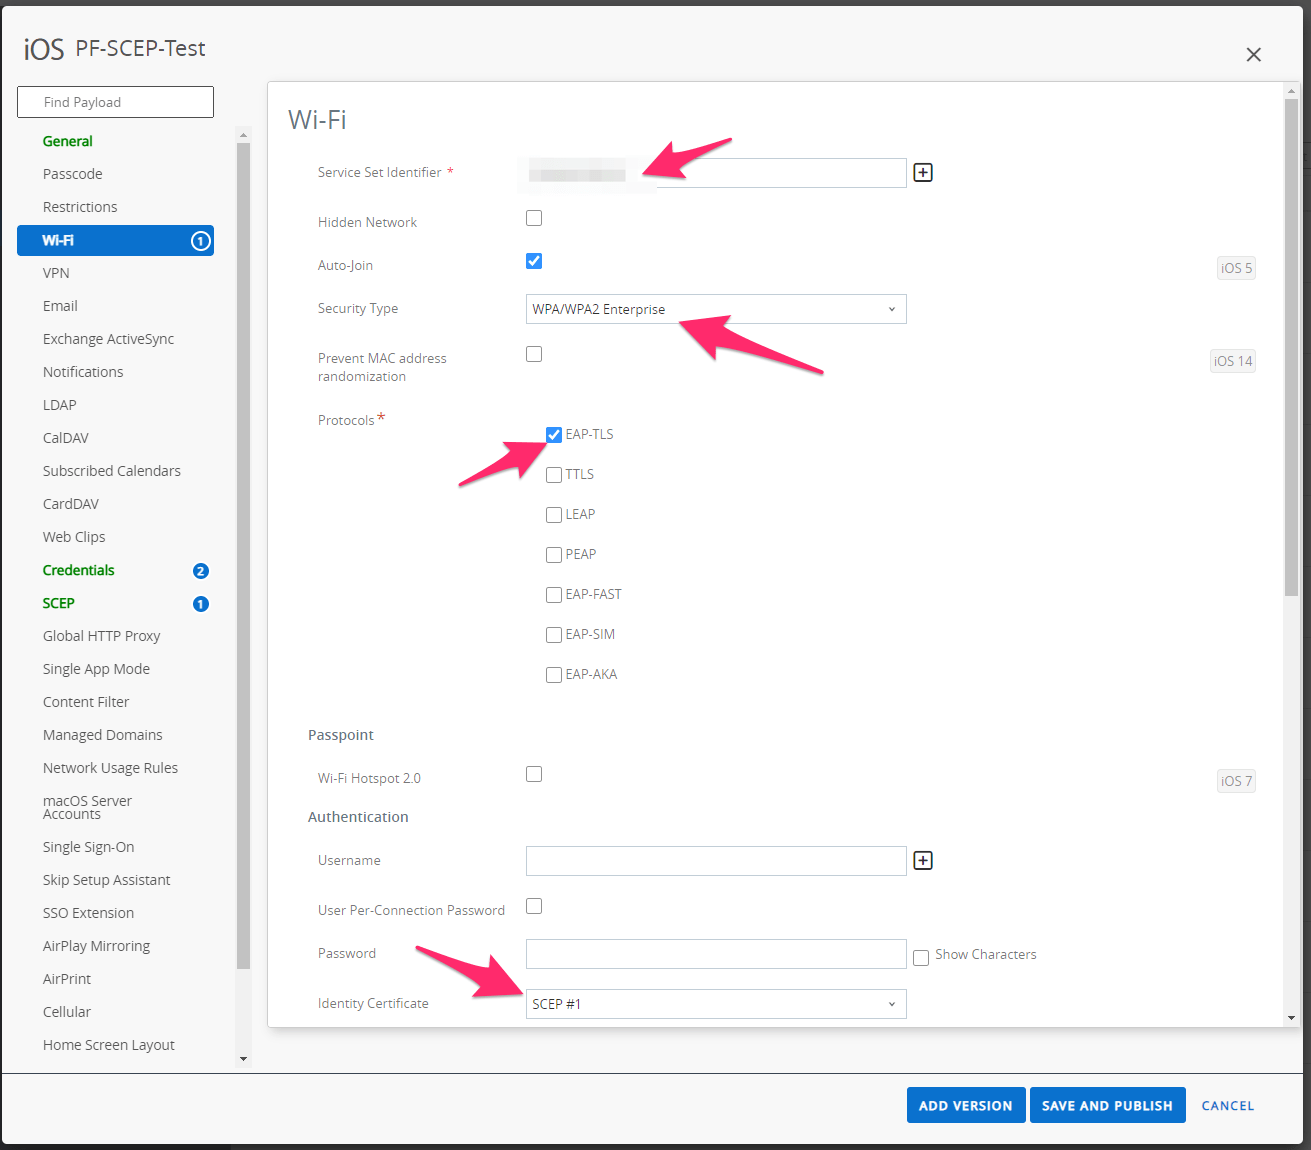 iOS PF-SCEP-Test
Find Payload
General
Passcode
Restrictions
Wi-Fi 1
VPN
Email
Exchange ActiveSync
Notifications
LDAP
CalDAV
Subscribed Calendars
CardDAV
Web Clips
Credentials 2
SCEP 1
Global HTTP Proxy
Single App Mode
Content Filter
Managed Domains
Network Usage Rules
macOS Server
Accounts
Single Sign-On
Skip Setup Assistant
SSO Extension
AirPlay Mirroring
AirPrint
Cellular
Home Screen Layout
Wi-Fi
Service Set Identifier *
Hidden Network
Auto-Join iOS 5
Security Type WPA/WPA2 Enterprise
Prevent MAC address iOS 14
randomization
Protocols *
EAP-TLS
TTLS
LEAP
PEAP
EAP-FAST
EAP-SIM
EAP-AKA
Passpoint
Wi-Fi Hotspot 2.0 iOS 7
Authentication
Username
User Per-Connection Password
Password Show Characters
Identity Certificate SCEP #1
ADD VERSION SAVE AND PUBLISH CANCEL